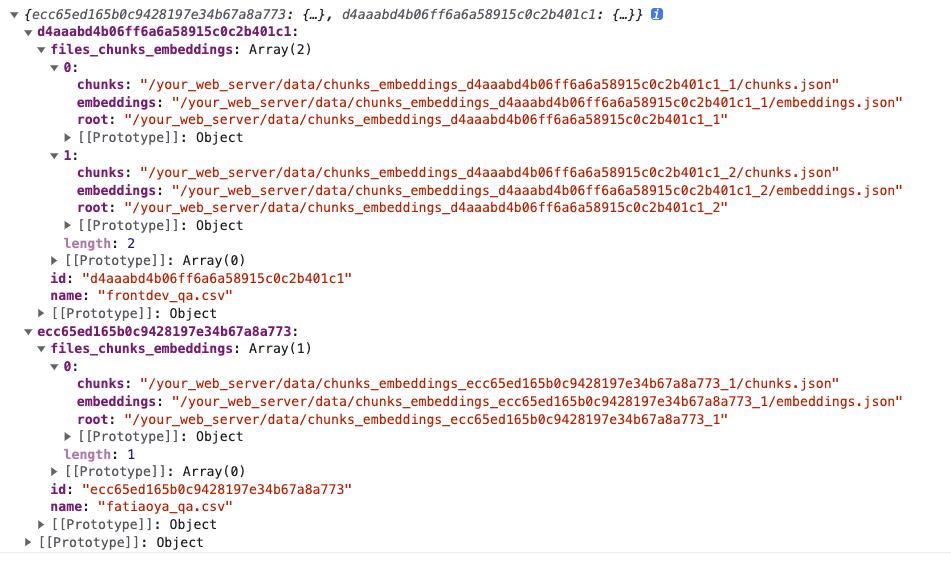 ▼ {ecc65ed165b0c9428197e34b67a8a773: {…}, d4aaabd4b06ff6a6a58915c0c2b401c1: {…}} i
▼ d4aaabd4b06ff6a6a58915c0c2b401c1:
▼ files_chunks_embeddings: Array(2)
▼ 0:
chunks: "/your_web_server/data/chunks_embeddings_d4aaabd4b06ff6a6a58915c0c2b401c1_1/chunks.json"
embeddings: "/your_web_server/data/chunks_embeddings_d4aaabd4b06ff6a6a58915c0c2b401c1_1/embeddings.json"
root: "/your_web_server/data/chunks_embeddings_d4aaabd4b06ff6a6a58915c0c2b401c1_1"
▶ [[Prototype]]: Object
▼ 1:
chunks: "/your_web_server/data/chunks_embeddings_d4aaabd4b06ff6a6a58915c0c2b401c1_2/chunks.json"
embeddings: "/your_web_server/data/chunks_embeddings_d4aaabd4b06ff6a6a58915c0c2b401c1_2/embeddings.json"
root: "/your_web_server/data/chunks_embeddings_d4aaabd4b06ff6a6a58915c0c2b401c1_2"
▶ [[Prototype]]: Object
length: 2
▶ [[Prototype]]: Array(0)
id: "d4aaabd4b06ff6a6a58915c0c2b401c1"
name: "frontdev_qa.csv"
▶ [[Prototype]]: Object
▼ ecc65ed165b0c9428197e34b67a8a773:
▼ files_chunks_embeddings: Array(1)
▼ 0:
chunks: "/your_web_server/data/chunks_embeddings_ecc65ed165b0c9428197e34b67a8a773_1/chunks.json"
embeddings: "/your_web_server/data/chunks_embeddings_ecc65ed165b0c9428197e34b67a8a773_1/embeddings.json"
root: "/your_web_server/data/chunks_embeddings_ecc65ed165b0c9428197e34b67a8a773_1"
▶ [[Prototype]]: Object
length: 1
▶ [[Prototype]]: Array(0)
id: "ecc65ed165b0c9428197e34b67a8a773"
name: "fatiaoya_qa.csv"
▶ [[Prototype]]: Object
▶ [[Prototype]]: Object